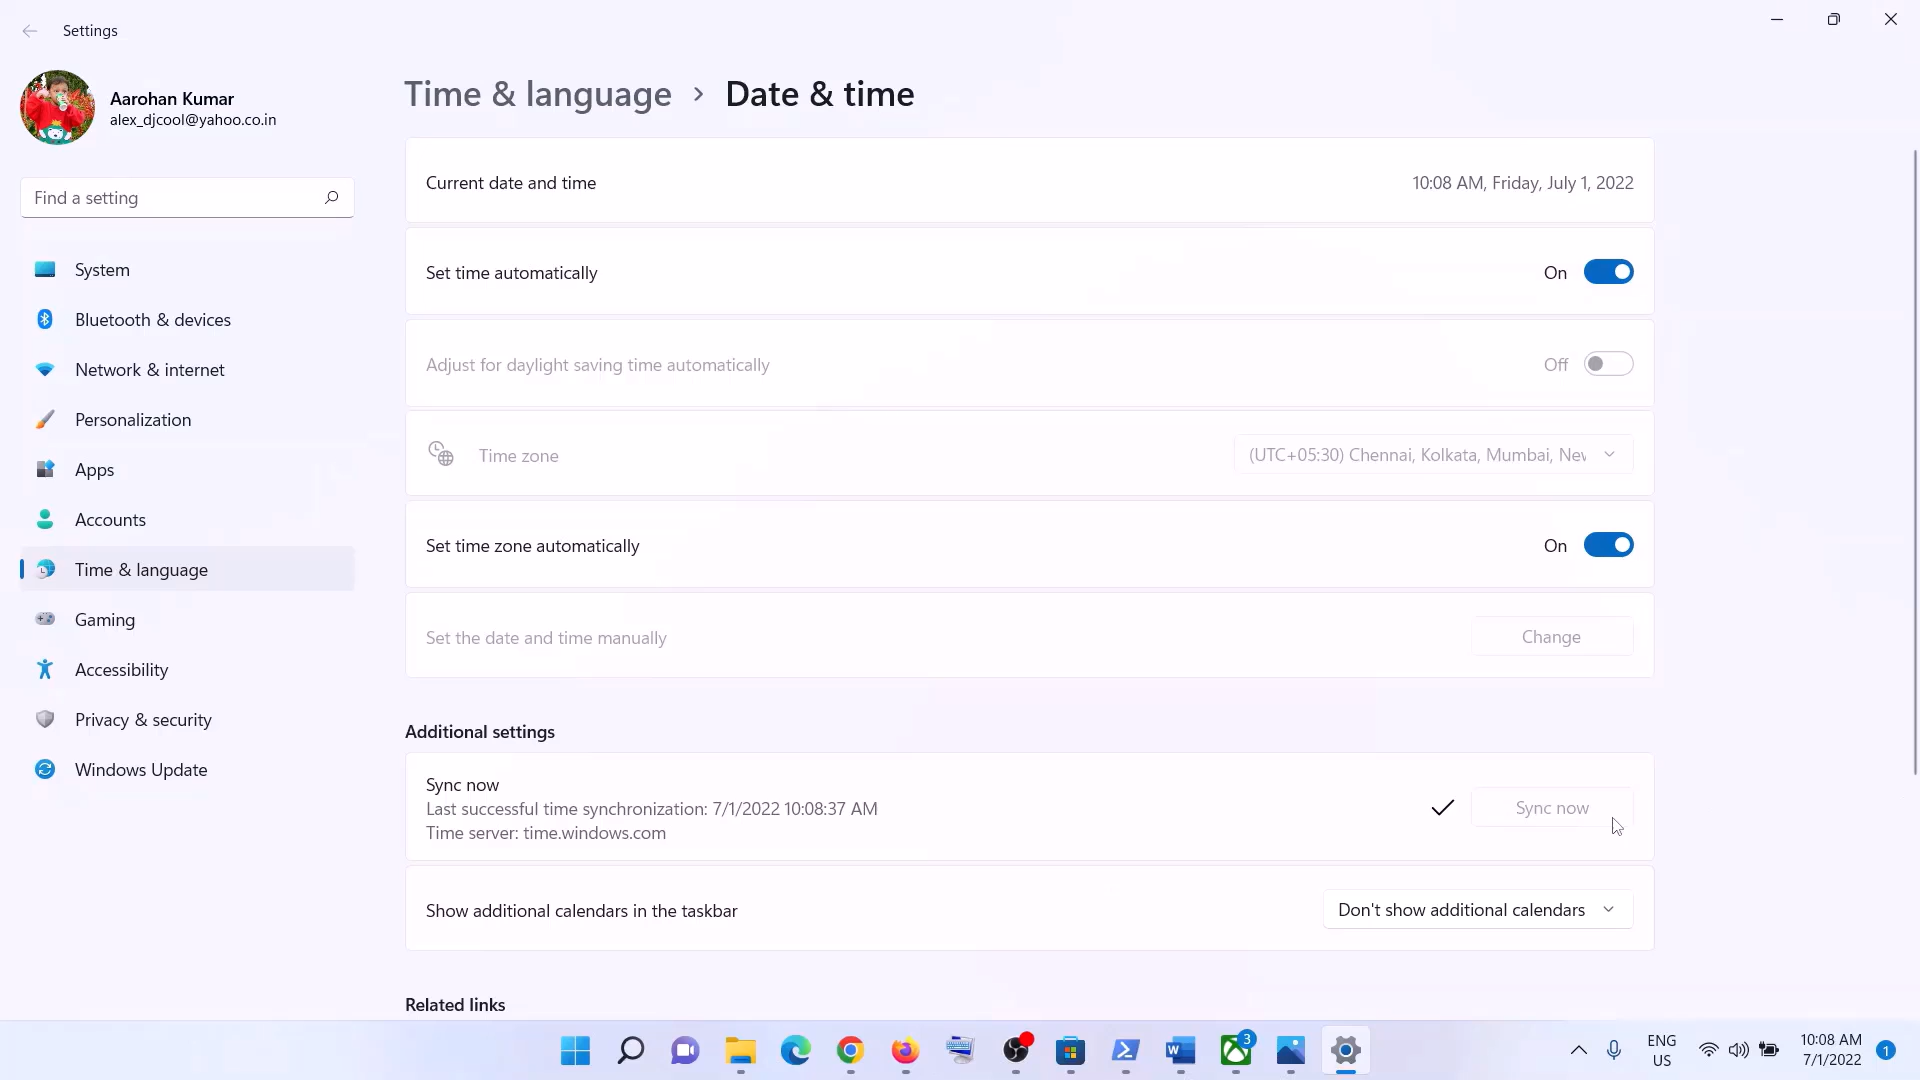 Settings
Aarohan Kumar
alex_djcool@yahoo.co.in
Find a setting
System
Bluetooth & devices
Network & internet
Personalization
Apps
Accounts
Time & language
Gaming
Accessibility
Privacy & security
Windows Update
Time & language > Date & time
Current date and time
10:08 AM, Friday, July 1, 2022
Set time automatically
On
Adjust for daylight saving time automatically
Off
Time zone
(UTC+05:30) Chennai, Kolkata, Mumbai, Nev
Set time zone automatically
On
Set the date and time manually
Change
Additional settings
Sync now
Last successful time synchronization: 7/1/2022 10:08:37 AM
Time server: time.windows.com
Sync now
Show additional calendars in the taskbar
Don't show additional calendars
Related links
W
3
ENG
US
10:08 AM
7/1/2022
1